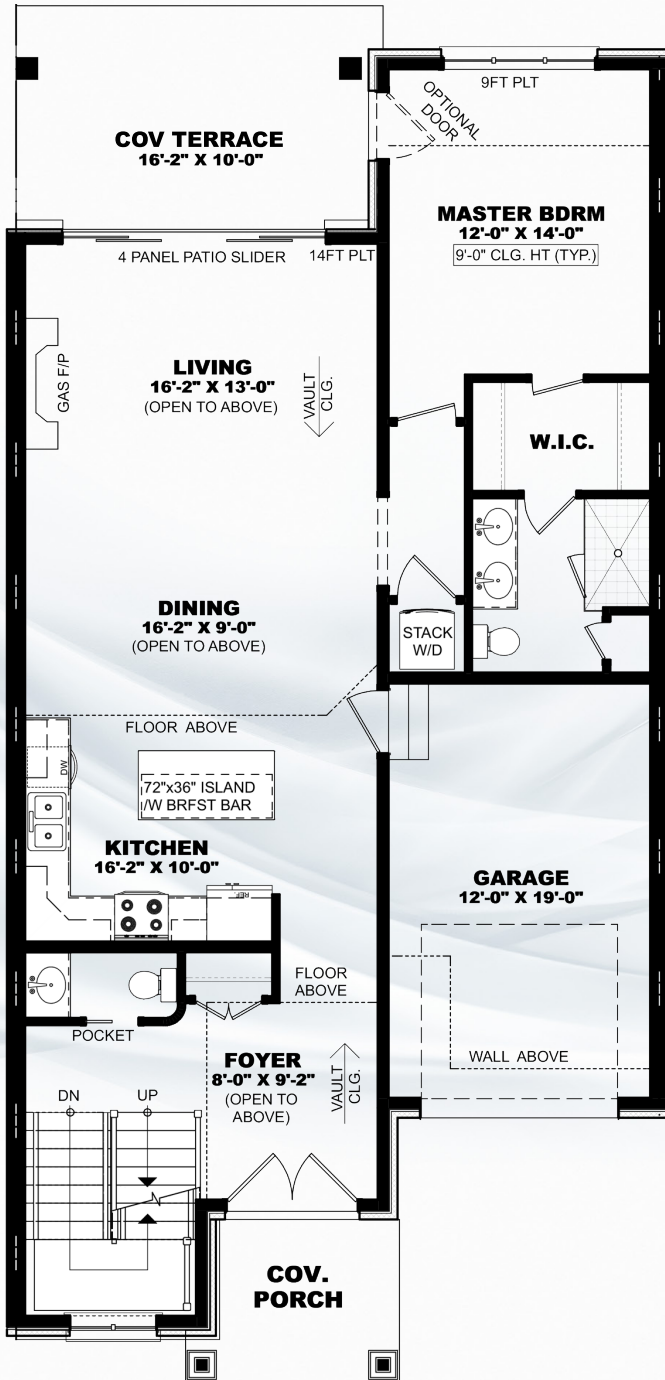 9FT PLT
OPTIONAL
DOOR
COV TERRACE
16'-2" X 10'-0"
MASTER BDRM
12'-0" X 14'-0"
9'-0" CLG. HT (TYP.)
4 PANEL PATIO SLIDER
14FT PLT
GAS F/P
LIVING
16'-2" X 13'-0"
(OPEN TO ABOVE)
VAULT
CLG.
W.I.C.
DINING
16'-2" X 9'-0"
(OPEN TO ABOVE)
STACK
W/D
FLOOR ABOVE
DW
72"x36" ISLAND
/W BRFST BAR
KITCHEN
16'-2" X 10'-0"
REF
GARAGE
12'-0" X 19'-0"
FLOOR
ABOVE
POCKET
WALL ABOVE
FOYER
8'-0" X 9'-2"
(OPEN TO
ABOVE)
VAULT
CLG.
DN
UP
COV.
PORCH